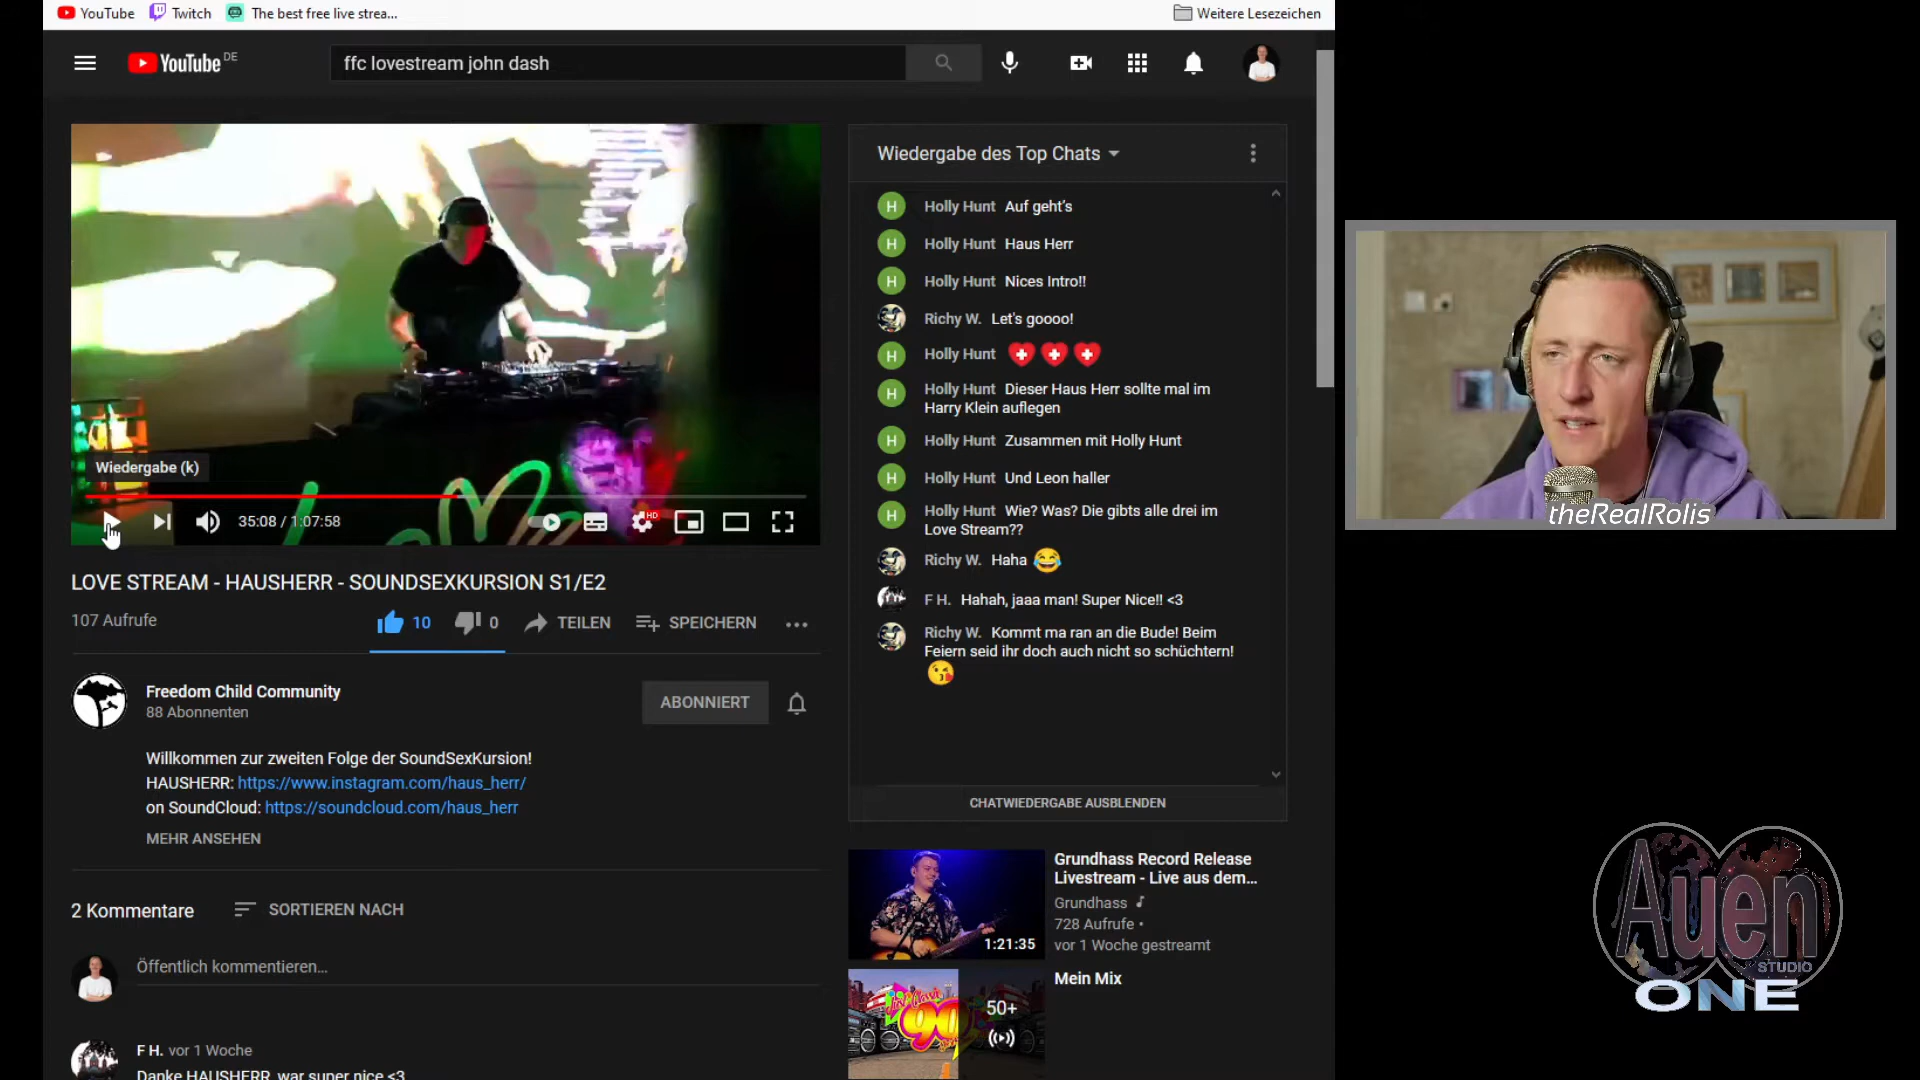 YouTube
Twitch
The best free live strea...
Weitere Lesezeichen
YouTube DE
ffc lovestream john dash
Wiedergabe (k)
35:08 / 1:07:58
HD
LOVE STREAM - HAUSHERR - SOUNDSEXKURSION S1/E2
107 Aufrufe
10
0
TEILEN
SPEICHERN
Freedom Child Community
88 Abonnenten
ABONNIERT
Willkommen zur zweiten Folge der SoundSexKursion!
HAUSHERR: https://www.instagram.com/haus_herr/
on SoundCloud: https://soundcloud.com/haus_herr
MEHR ANSEHEN
2 Kommentare
SORTIEREN NACH
Öffentlich kommentieren...
F H. vor 1 Woche
Danke HAUSHERR, war super nice <3
Wiedergabe des Top Chats
H Holly Hunt Auf geht's
H Holly Hunt Haus Herr
H Holly Hunt Nices Intro!!
Richy W. Let's goooo!
H Holly Hunt
H Holly Hunt Dieser Haus Herr sollte mal im
Harry Klein auflegen
H Holly Hunt Zusammen mit Holly Hunt
H Holly Hunt Und Leon haller
H Holly Hunt Wie? Was? Die gibts alle drei im
Love Stream??
Richy W. Haha 😂
F H. Hahah, jaaa man! Super Nice!! <3
Richy W. Kommt ma ran an die Bude! Beim
Feiern seid ihr doch auch nicht so schüchtern!
😘
CHATWIEDERGABE AUSBLENDEN
1:21:35
Grundhass Record Release
Livestream - Live aus dem...
Grundhass
728 Aufrufe •
vor 1 Woche gestreamt
90
50+
Mein Mix
theRealRolis
Auen
STUDIO
ONE